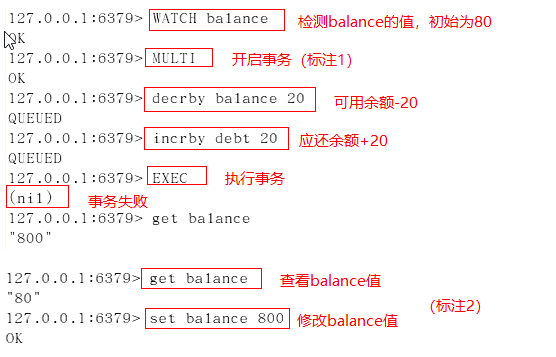 127.0.0.1:6379> WATCH balance 检测balance的值，初始为80
OK
127.0.0.1:6379> MULTI 开启事务（标注1）
OK
127.0.0.1:6379> decrby balance 20 可用余额-20
QUEUED
127.0.0.1:6379> incrby debt 20 应还余额+20
QUEUED
127.0.0.1:6379> EXEC 执行事务
(nil) 事务失败
127.0.0.1:6379> get balance
"800"
127.0.0.1:6379> get balance 查看balance值
"80" (标注2)
127.0.0.1:6379> set balance 800 修改balance值
OK